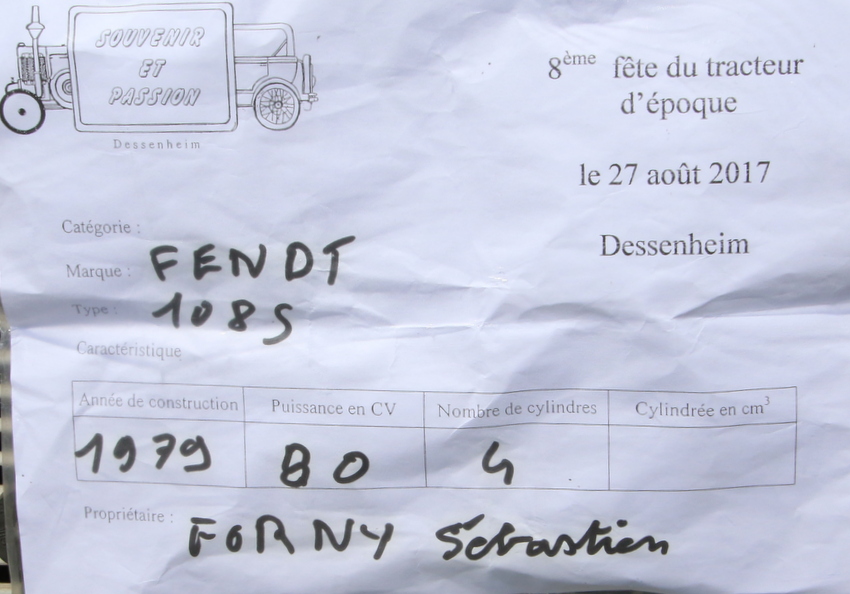 SOUVENIR
ET
PASSION
Dessenheim
8ème fête du tracteur
d'époque
le 27 août 2017
Dessenheim
Catégorie :
Marque : FENDT
Type : 108S
Caractéristique
Année de construction Puissance en CV Nombre de cylindres Cylindrée en cm³
1979 80 4
Propriétaire : FORNY Sébastien